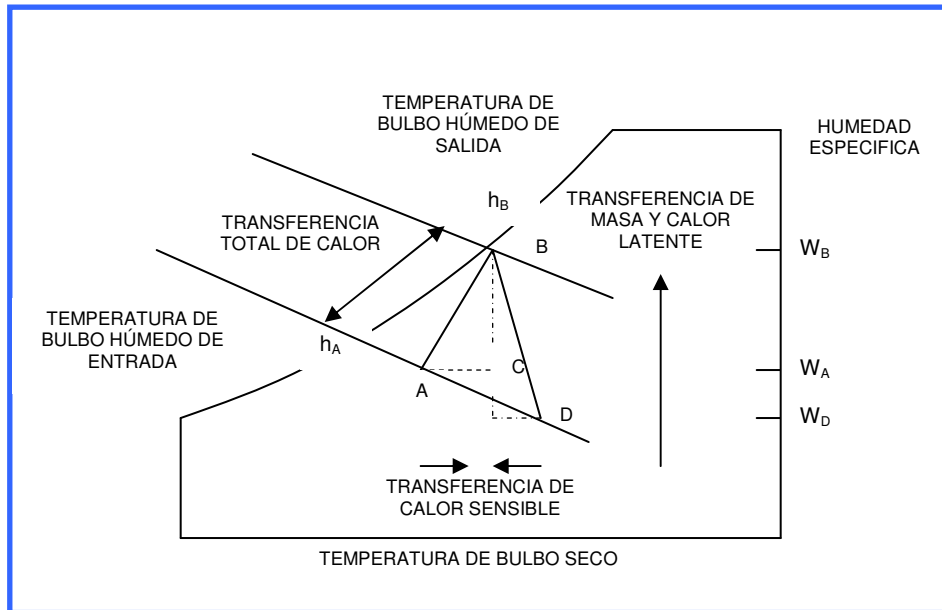 TEMPERATURA DE
BULBO HÚMEDO DE
SALIDA
HUMEDAD
ESPECIFICA
h_B
TRANSFERENCIA DE
MASA Y CALOR
LATENTE
TRANSFERENCIA
TOTAL DE CALOR
B
W_B
TEMPERATURA DE
BULBO HÚMEDO DE
ENTRADA
h_A
C
W_A
A
D
W_D
TRANSFERENCIA DE
CALOR SENSIBLE
TEMPERATURA DE BULBO SECO